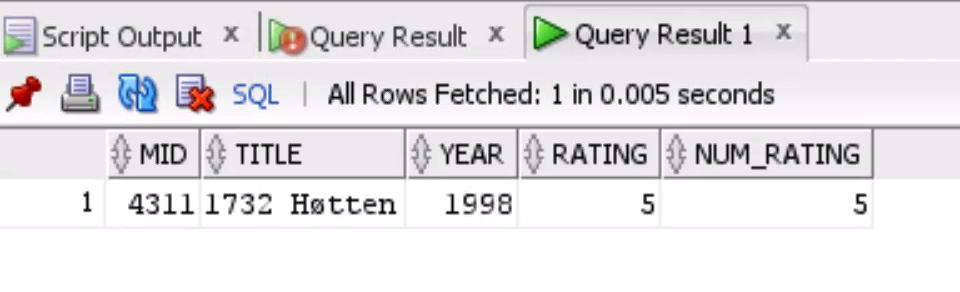 Script Output x Query Result x Query Result 1 x
SQL | All Rows Fetched: 1 in 0.005 seconds
MID TITLE YEAR RATING NUM_RATING
1 4311 1732 Høtten 1998 5 5